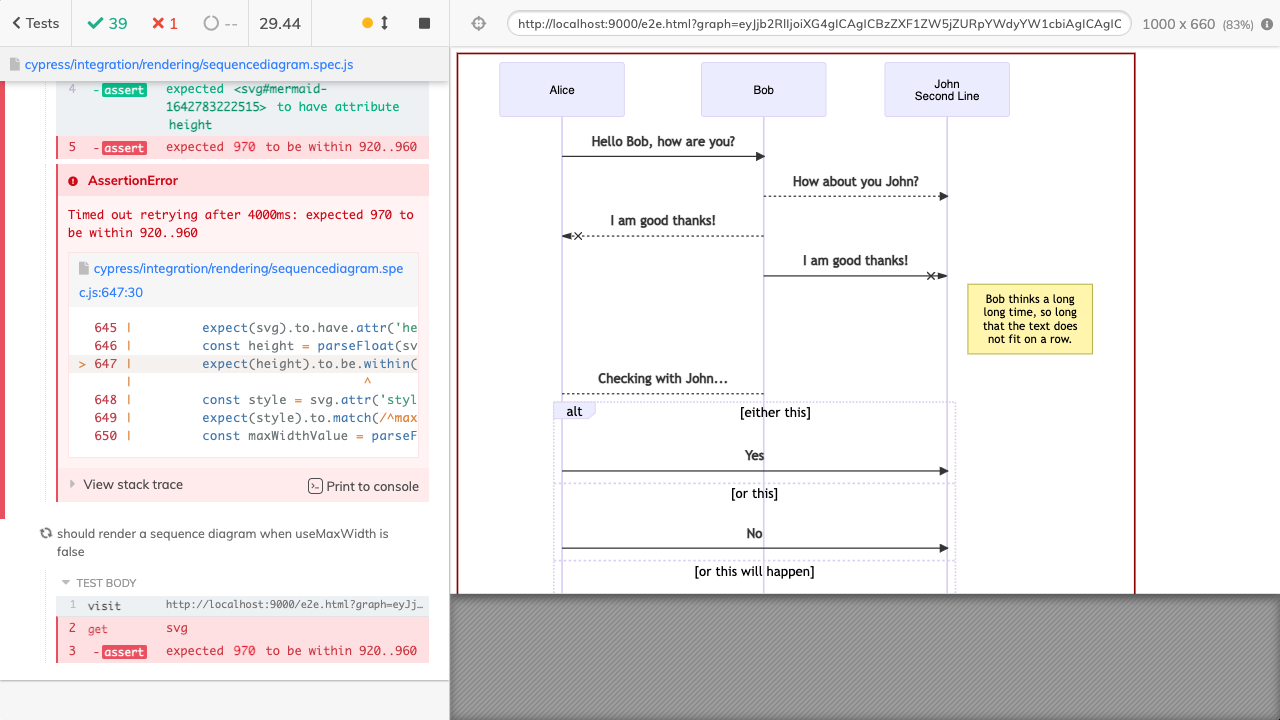 Tests
39
1
--
29.44
http://localhost:9000/e2e.html?graph=eyJjb2RlIjoiXG4gICAgICBzZXF1ZW5jZURpYWdyYW1cbiAgICAgIC
1000 x 660 (83%)
cypress/integration/rendering/sequencediagram.spec.js
4 -assert expected <svg#mermaid-
1642783222515> to have attribute
height
5 -assert expected 970 to be within 920..960
AssertionError
Timed out retrying after 4000ms: expected 970 to
be within 920..960
cypress/integration/rendering/sequencediagram.spe
c.js:647:30
645 | expect(svg).to.have.attr('he
646 | const height = parseFloat(sv
> 647 | expect(height).to.be.within(
| ^
648 | const style = svg.attr('styl
649 | expect(style).to.match(/^max
650 | const maxWidthValue = parseF
View stack trace
Print to console
should render a sequence diagram when useMaxWidth is
false
TEST BODY
1 visit http://localhost:9000/e2e.html?graph=eyJj…
2 get svg
3 -assert expected 970 to be within 920..960
Alice
Bob
John
Second Line
Hello Bob, how are you?
How about you John?
I am good thanks!
I am good thanks!
Bob thinks a long
long time, so long
that the text does
not fit on a row.
Checking with John...
alt
[either this]
Yes
[or this]
No
[or this will happen]